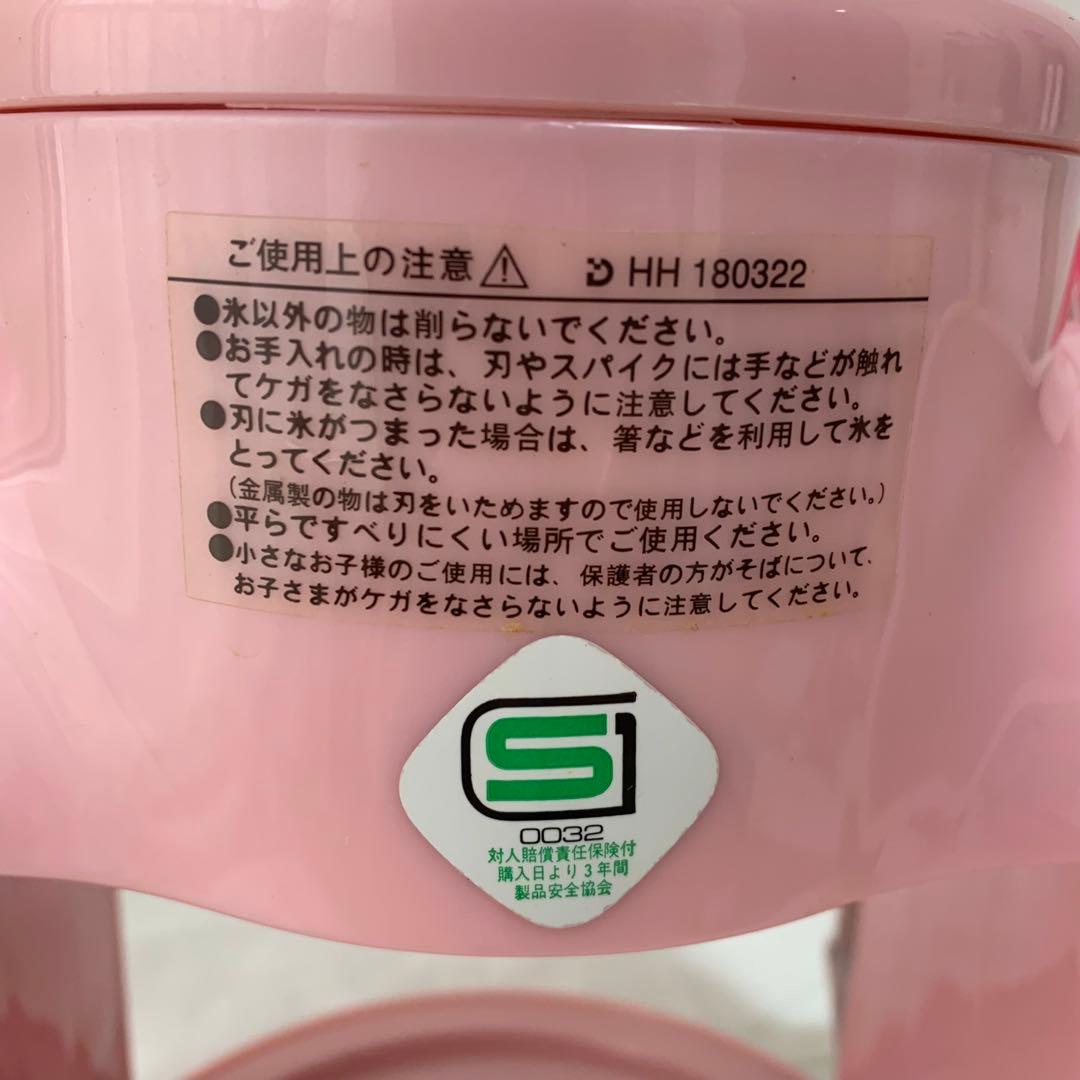 ご使用上の注意 HH 180322
●氷以外の物は削らないでください。
●お手入れの時は、刃やスパイクには手などが触れ
てケガをなさらないように注意してください。
●刃に氷がつまった場合は、箸などを利用して氷を
とってください。
(金属製の物は刃をいためますので使用しないでください。)
●平らですべりにくい場所でご使用ください。
●小さなお子様のご使用には、保護者の方がそばについて、
お子さまがケガをなさらないように注意してください。
S
0032
対人賠償責任保険付
購入日より3年間
製品安全協会